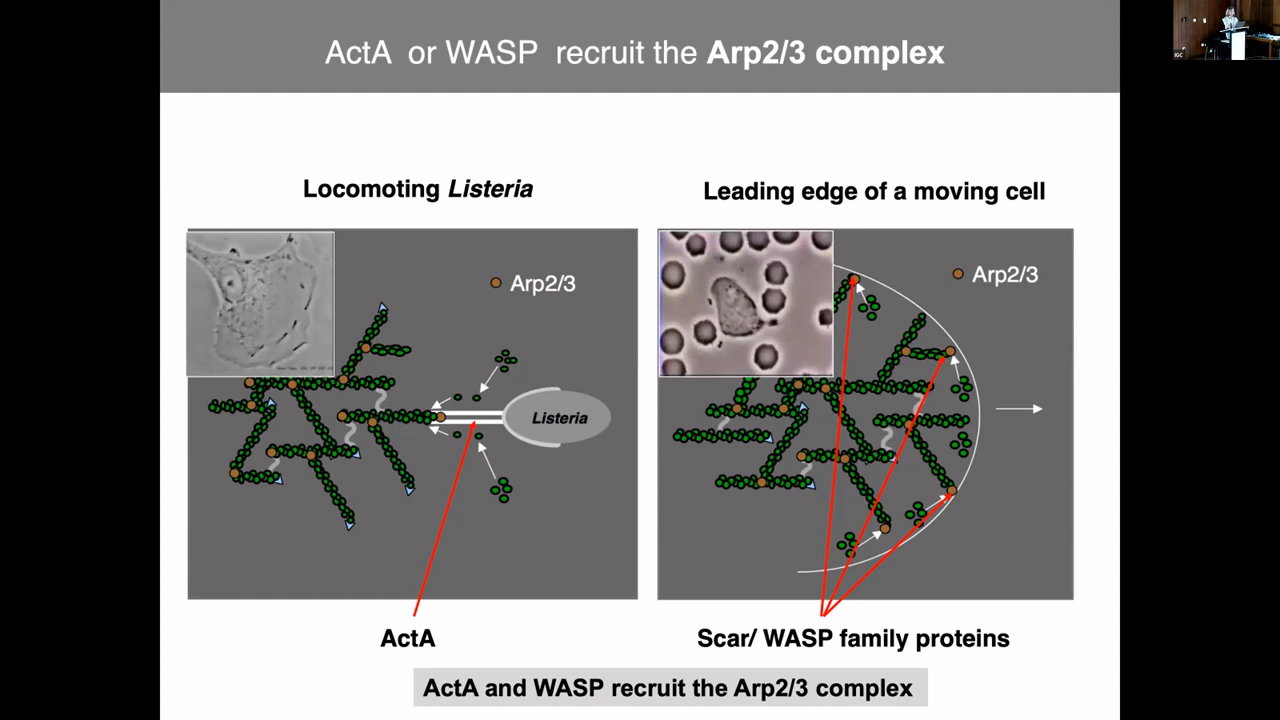 ActA or WASP recruit the Arp2/3 complex
IGC
Locomoting Listeria
Leading edge of a moving cell
Arp2/3
Arp2/3
Listeria
ActA
Scar/ WASP family proteins
ActA and WASP recruit the Arp2/3 complex